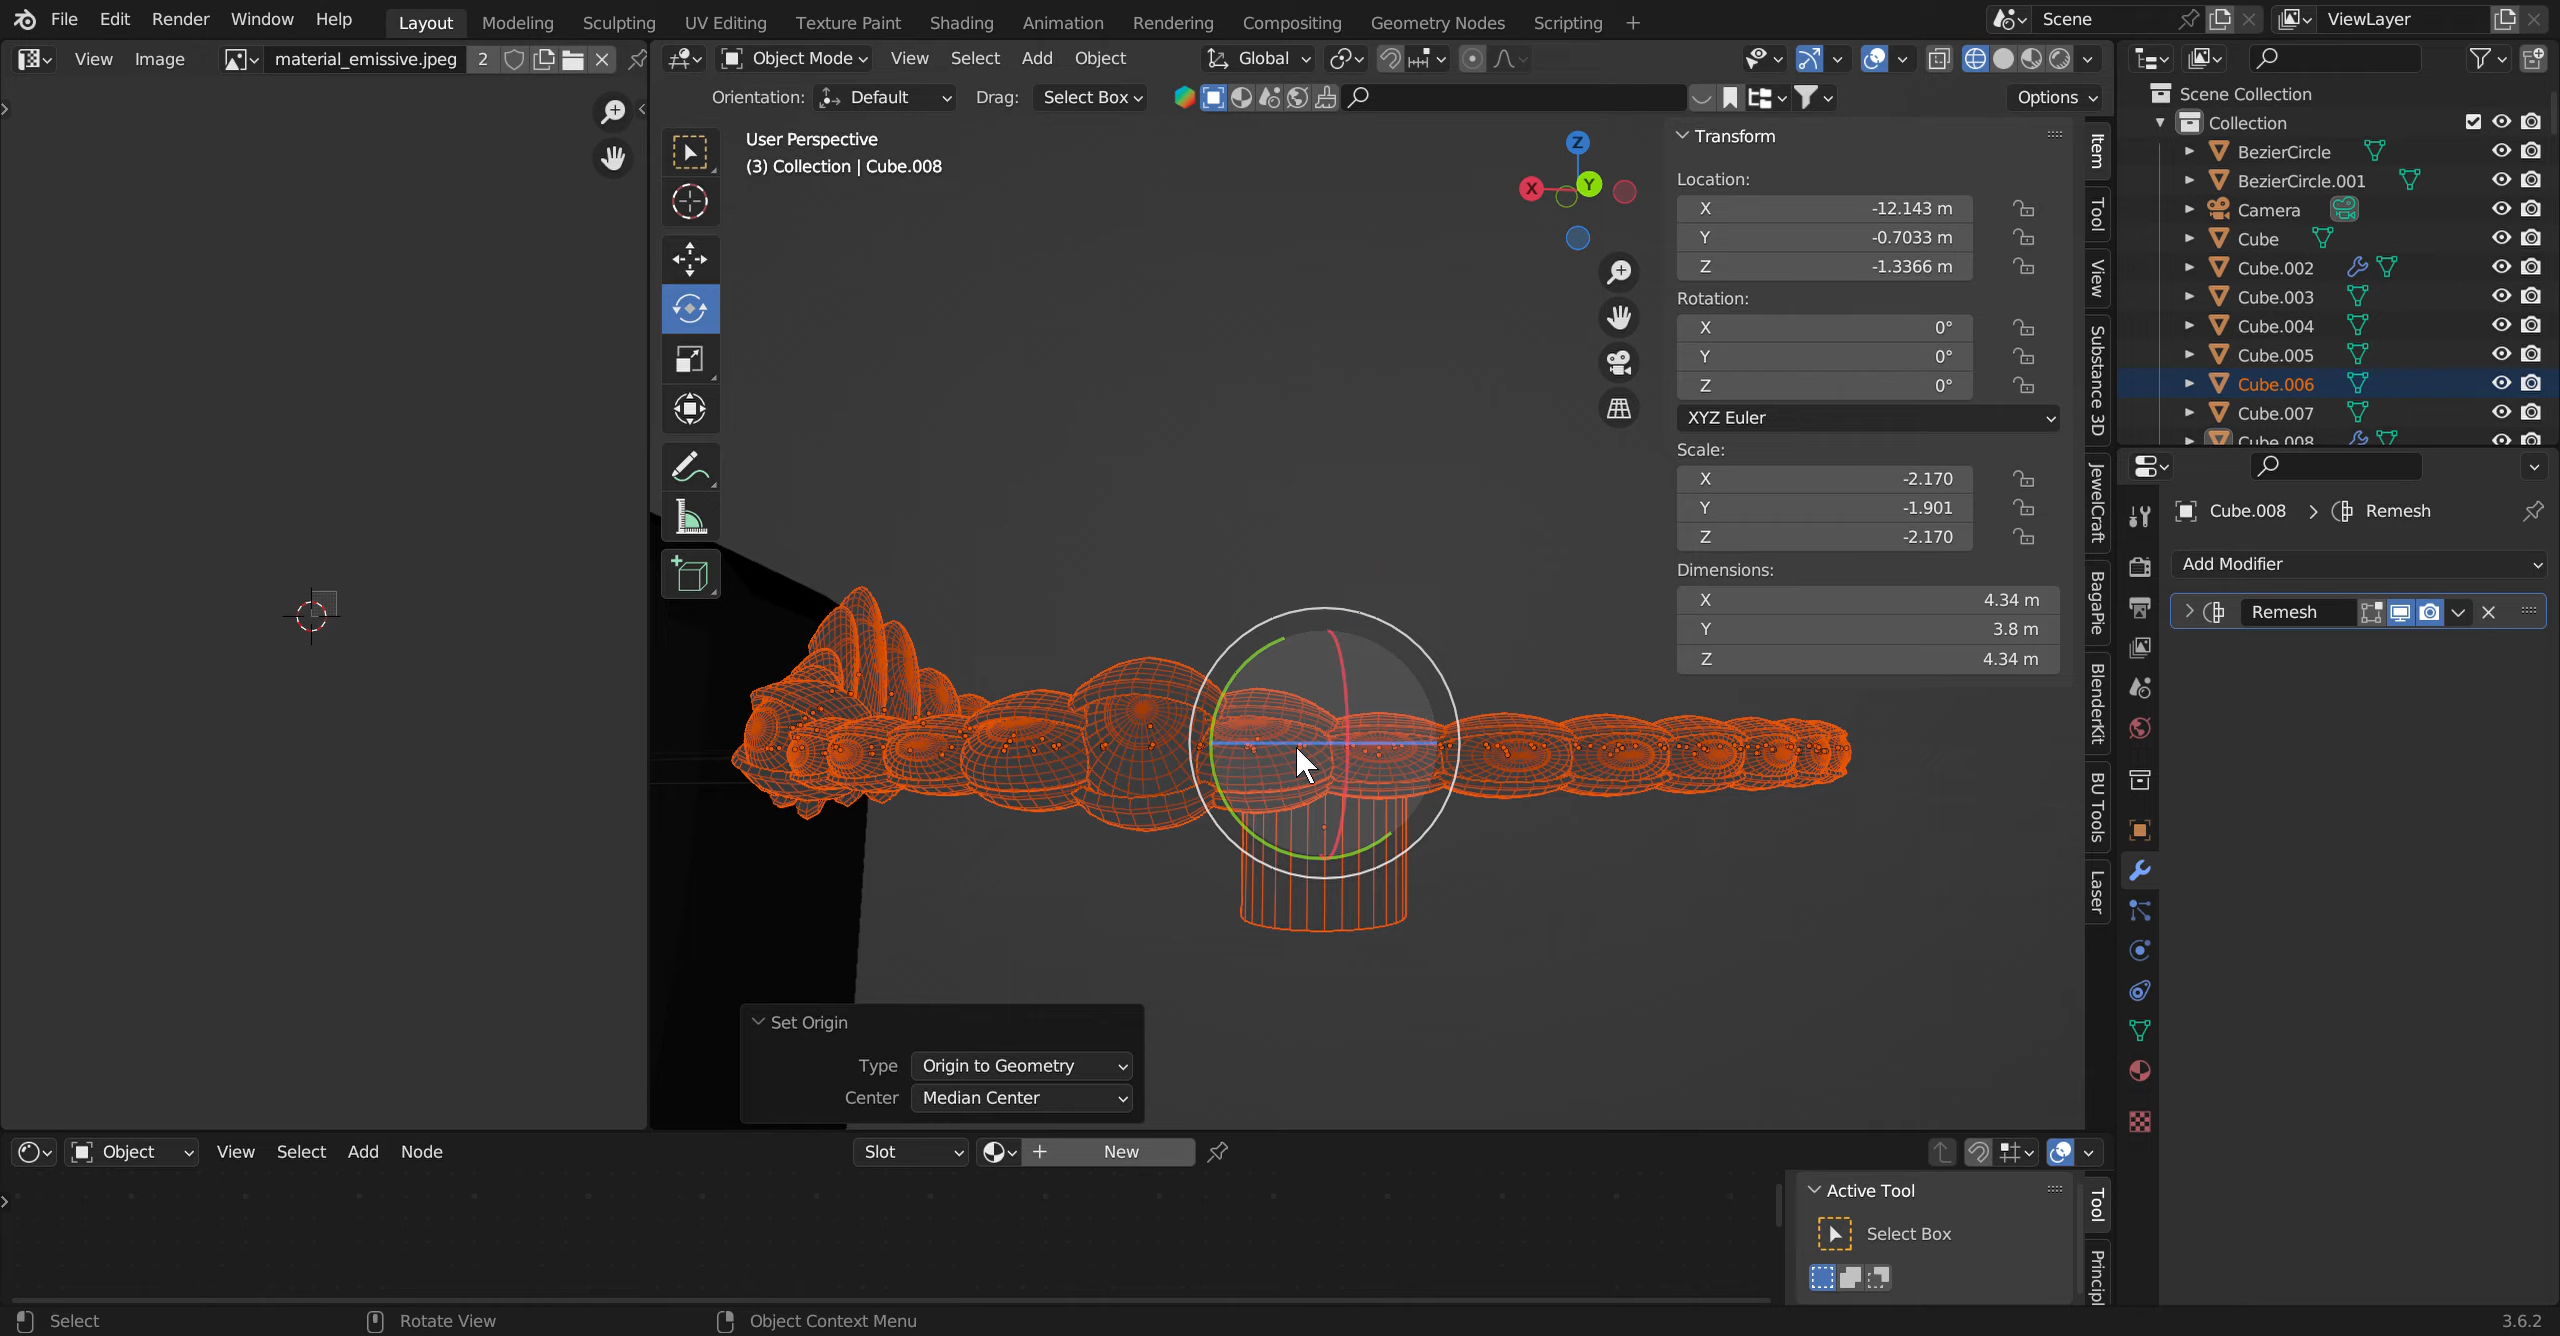 File Edit Render Window Help Layout Modeling Sculpting UV Editing Texture Paint Shading Animation Rendering Compositing Geometry Nodes Scripting + Scene ViewLayer
View Image material_emissive.jpeg 2 Object Mode View Select Add Object Global
Orientation: Default Drag: Select Box Options
User Perspective
(3) Collection | Cube.008
Z
X
Y
Transform
Location:
X -12.143 m
Y -0.7033 m
Z -1.3366 m
Rotation:
X 0°
Y 0°
Z 0°
XYZ Euler
Scale:
X -2.170
Y -1.901
Z -2.170
Dimensions:
X 4.34 m
Y 3.8 m
Z 4.34 m
Item
Tool
View
Substance 3D
JewelCraft
BagaPie
BlenderKit
BU Tools
Laser
Scene Collection
Collection
BezierCircle
BezierCircle.001
Camera
Cube
Cube.002
Cube.003
Cube.004
Cube.005
Cube.006
Cube.007
Cube.008
Cube.008 > Remesh
Add Modifier
Remesh
Set Origin
Type Origin to Geometry
Center Median Center
Object View Select Add Node Slot New
Active Tool
Select Box
Tool
Principl
Select Rotate View Object Context Menu 3.6.2